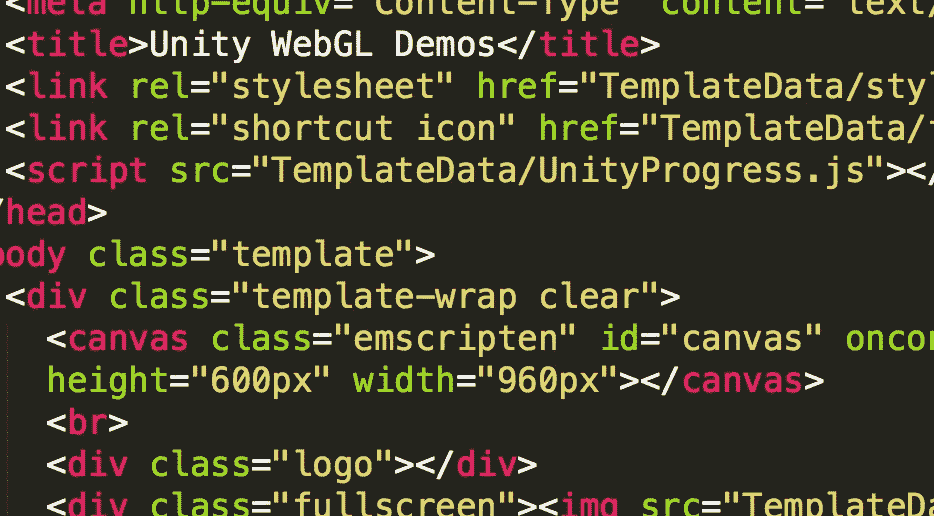 <meta http-equiv="Content-Type" content="text/
<title>Unity WebGL Demos</title>
<link rel="stylesheet" href="TemplateData/styl
<link rel="shortcut icon" href="TemplateData/
<script src="TemplateData/UnityProgress.js"></
/head>
body class="template">
<div class="template-wrap clear">
<canvas class="emscripten" id="canvas" oncon
height="600px" width="960px"></canvas>
<br>
<div class="logo"></div>
<div class="fullscreen"><img src="TemplateDa